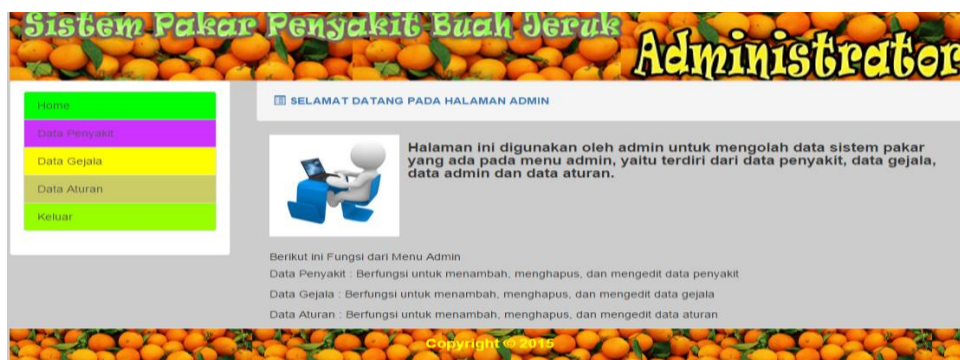 Sistem Pakar Penyakit Buah Jeruk
Administrator
Home
Data Penyakit
Data Gejala
Data Aturan
Keluar
SELAMAT DATANG PADA HALAMAN ADMIN
Halaman ini digunakan oleh admin untuk mengolah data sistem pakar
yang ada pada menu admin, yaitu terdiri dari data penyakit, data gejala,
data admin dan data aturan.
Berikut ini Fungsi dari Menu Admin
Data Penyakit : Berfungsi untuk menambah, menghapus, dan mengedit data penyakit
Data Gejala : Berfungsi untuk menambah, menghapus, dan mengedit data gejala
Data Aturan : Berfungsi untuk menambah, menghapus, dan mengedit data aturan
Copyright © 2015